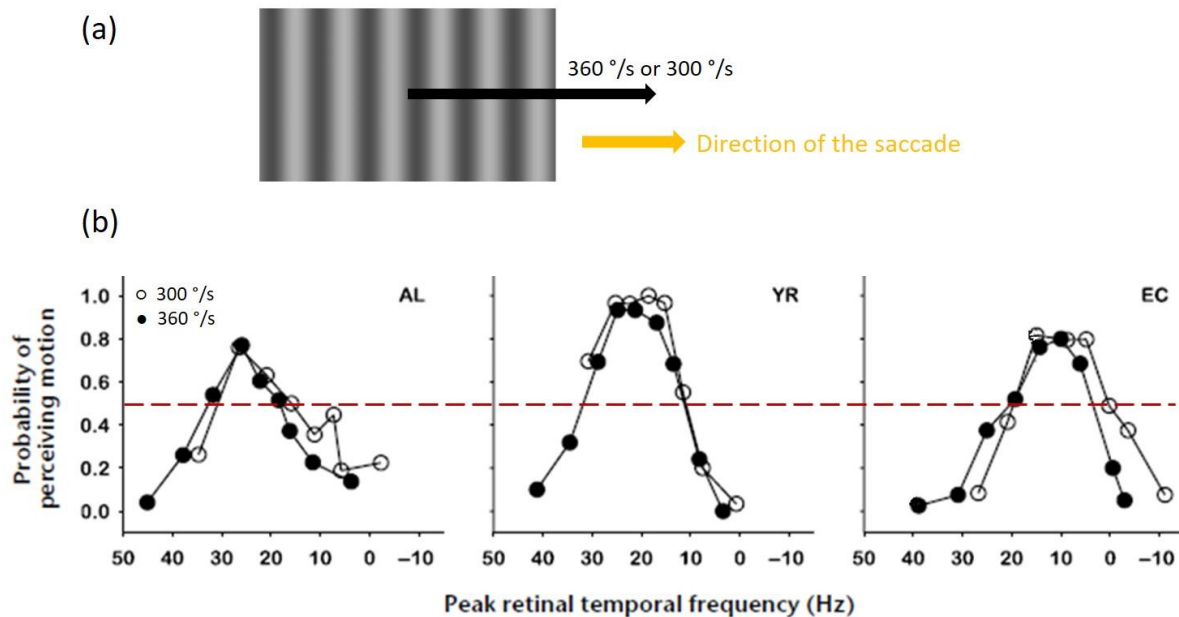 (a)
360 °/s or 300 °/s
Direction of the saccade
(b)
Probability of
perceiving motion
1.0
0.8
0.6
0.4
0.2
0.0
○ 300 °/s
● 360 °/s
AL
YR
EC
50 40 30 20 10 0 –10
50 40 30 20 10 0 –10
50 40 30 20 10 0 –10
Peak retinal temporal frequency (Hz)